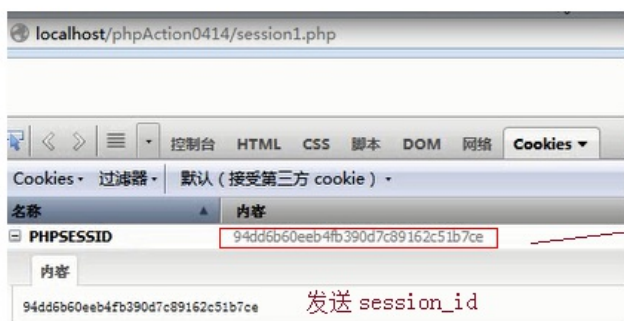 localhost/phpAction0414/session1.php
控制台 HTML CSS 脚本 DOM 网络 Cookies
Cookies 过滤器 默认 (接受第三方 cookie)
名称 内容
PHPSESSID 94dd6b60eeb4fb390d7c89162c51b7ce
内容
94dd6b60eeb4fb390d7c89162c51b7ce 发送 session_id